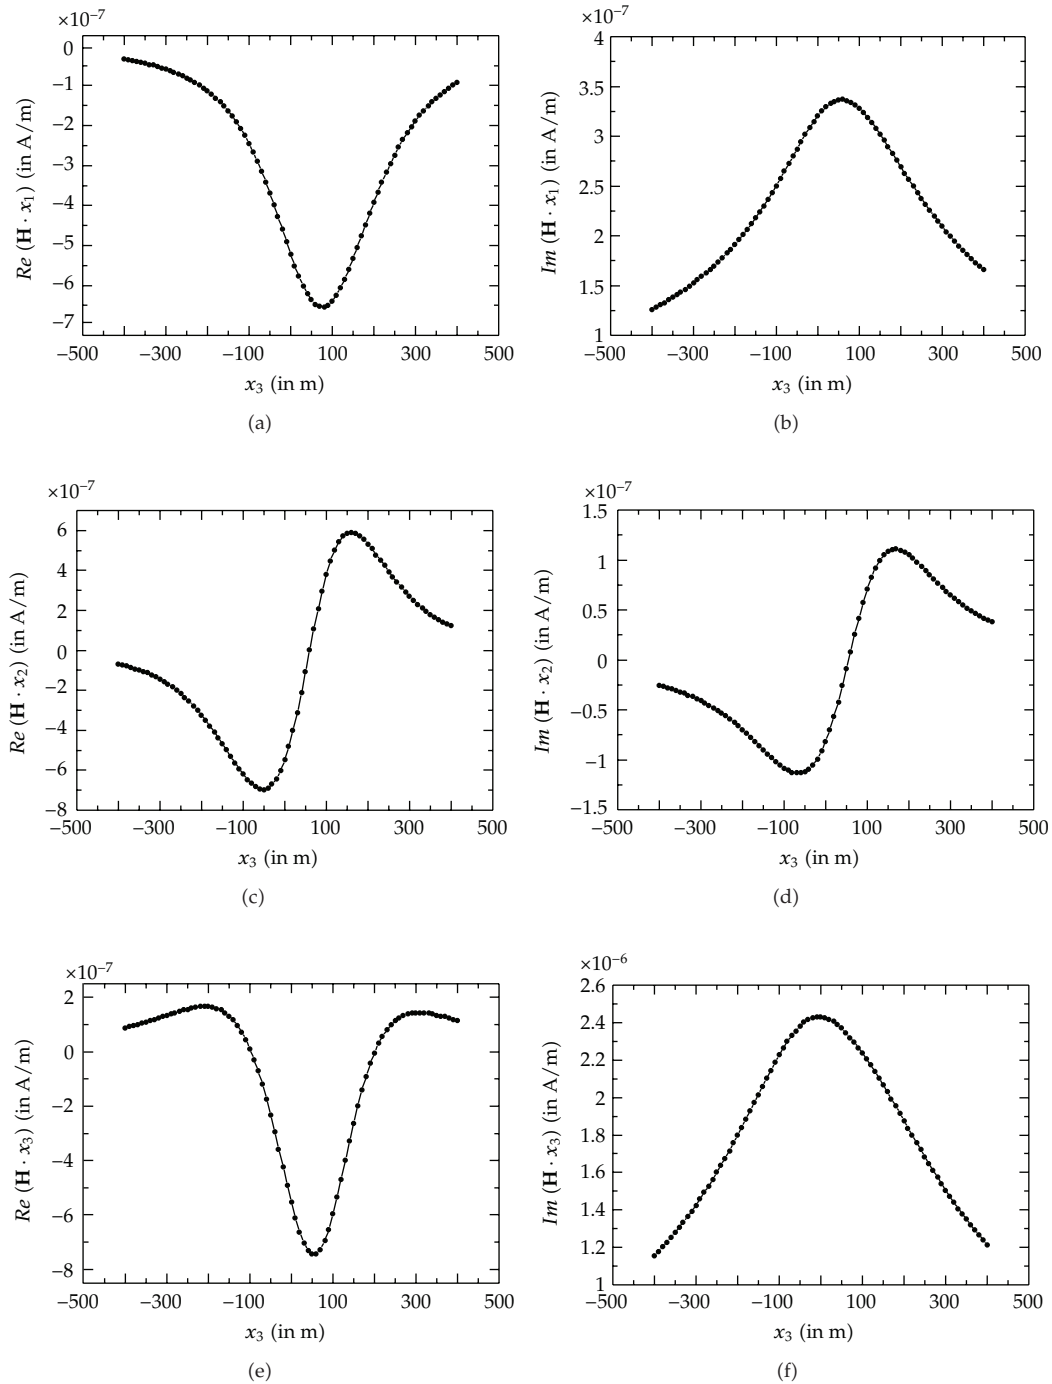 ×10⁻⁷
0
−1
−2
−3
−4
−5
−6
−7
Re (H · x₁) (in A/m)
−500 −300 −100 100 300 500
x₃ (in m)
(a)
×10⁻⁷
4
3.5
3
2.5
2
1.5
1
Im (H · x₁) (in A/m)
−500 −300 −100 100 300 500
x₃ (in m)
(b)
×10⁻⁷
6
4
2
0
−2
−4
−6
−8
Re (H · x₂) (in A/m)
−500 −300 −100 100 300 500
x₃ (in m)
(c)
×10⁻⁷
1.5
1
0.5
0
−0.5
−1
−1.5
Im (H · x₂) (in A/m)
−500 −300 −100 100 300 500
x₃ (in m)
(d)
×10⁻⁷
2
0
−2
−4
−6
−8
Re (H · x₃) (in A/m)
−500 −300 −100 100 300 500
x₃ (in m)
(e)
×10⁻⁶
2.6
2.4
2.2
2
1.8
1.6
1.4
1.2
1
Im (H · x₃) (in A/m)
−500 −300 −100 100 300 500
x₃ (in m)
(f)